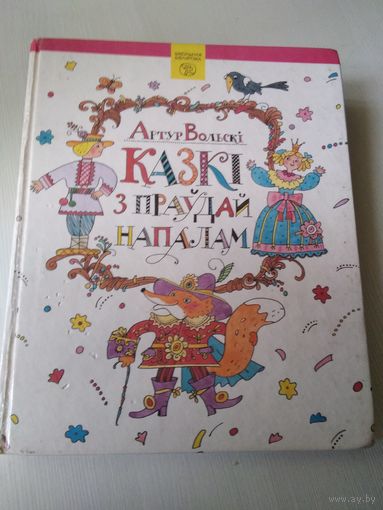 Артур Вольскі
Казкі
з праўдай
напалам
www.ay.by